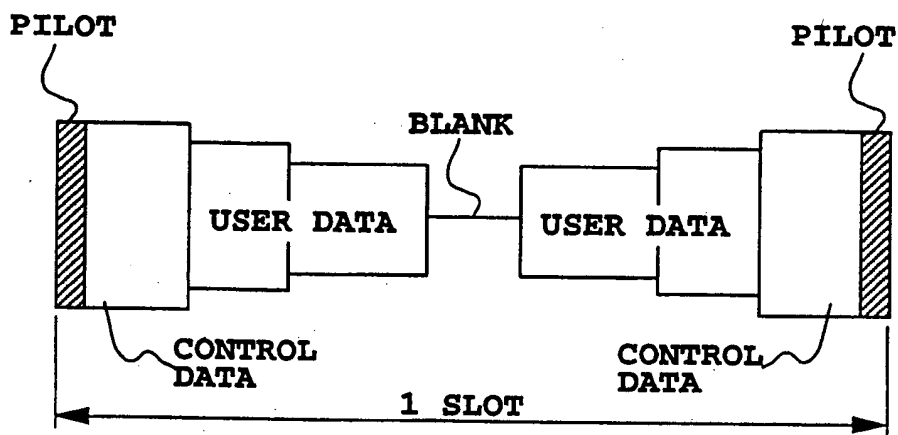 PILOT
PILOT
BLANK
USER DATA
USER DATA
CONTROL
DATA
CONTROL
DATA
1 SLOT